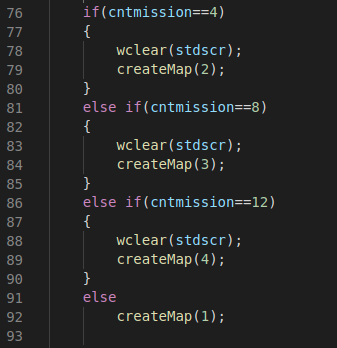 76 if(cntmission==4)
77 {
78 wclear(stdscr);
79 createMap(2);
80 }
81 else if(cntmission==8)
82 {
83 wclear(stdscr);
84 createMap(3);
85 }
86 else if(cntmission==12)
87 {
88 wclear(stdscr);
89 createMap(4);
90 }
91 else
92 createMap(1);
93